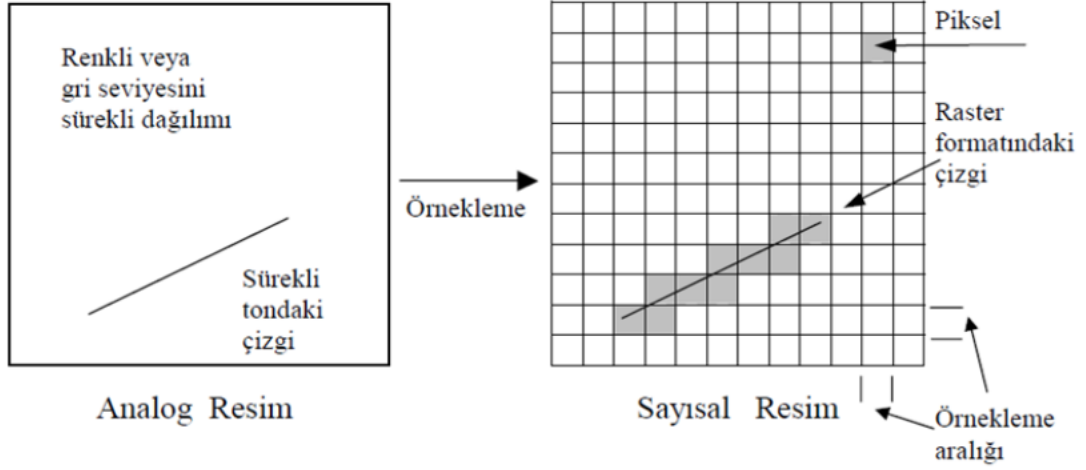 Renkli veya
gri seviyesini
sürekli dağılımı
Sürekli
tondaki
çizgi
Analog Resim
Örnekleme
Piksel
Raster
formatındaki
çizgi
Sayısal Resim
Örnekleme
aralığı